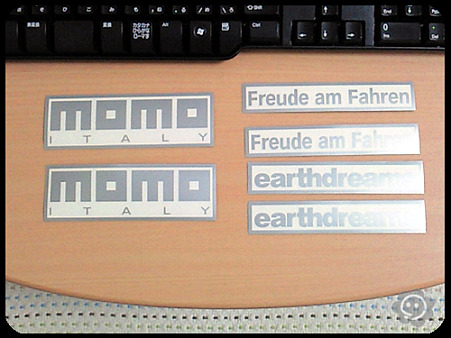 momo
ITALY
momo
ITALY
Freude am Fahren
Freude am Fahren
earthdreams
earthdreams